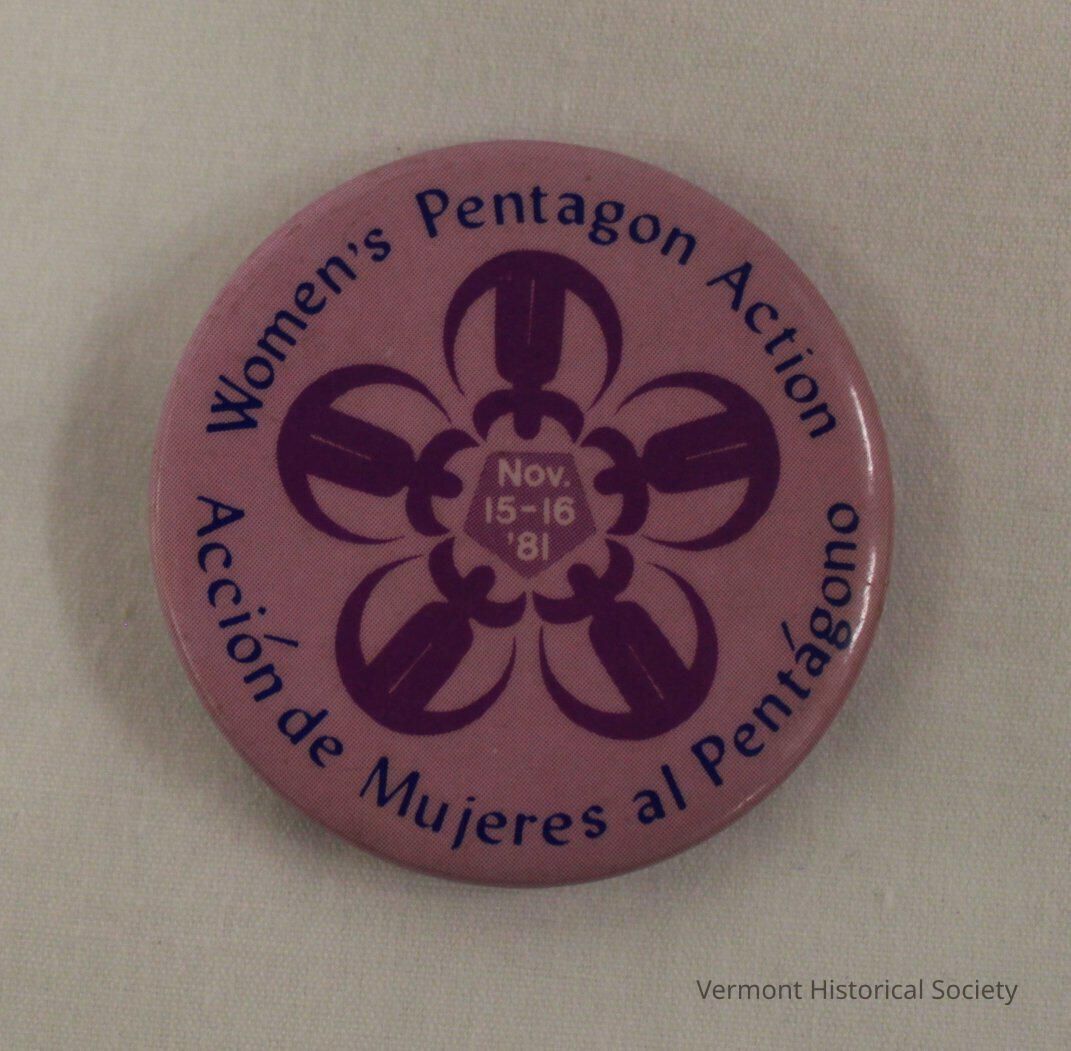 Women's Pentagon Action
Nov.
15-16
'81
Acción de Mujeres al Pentágono
Vermont Historical Society